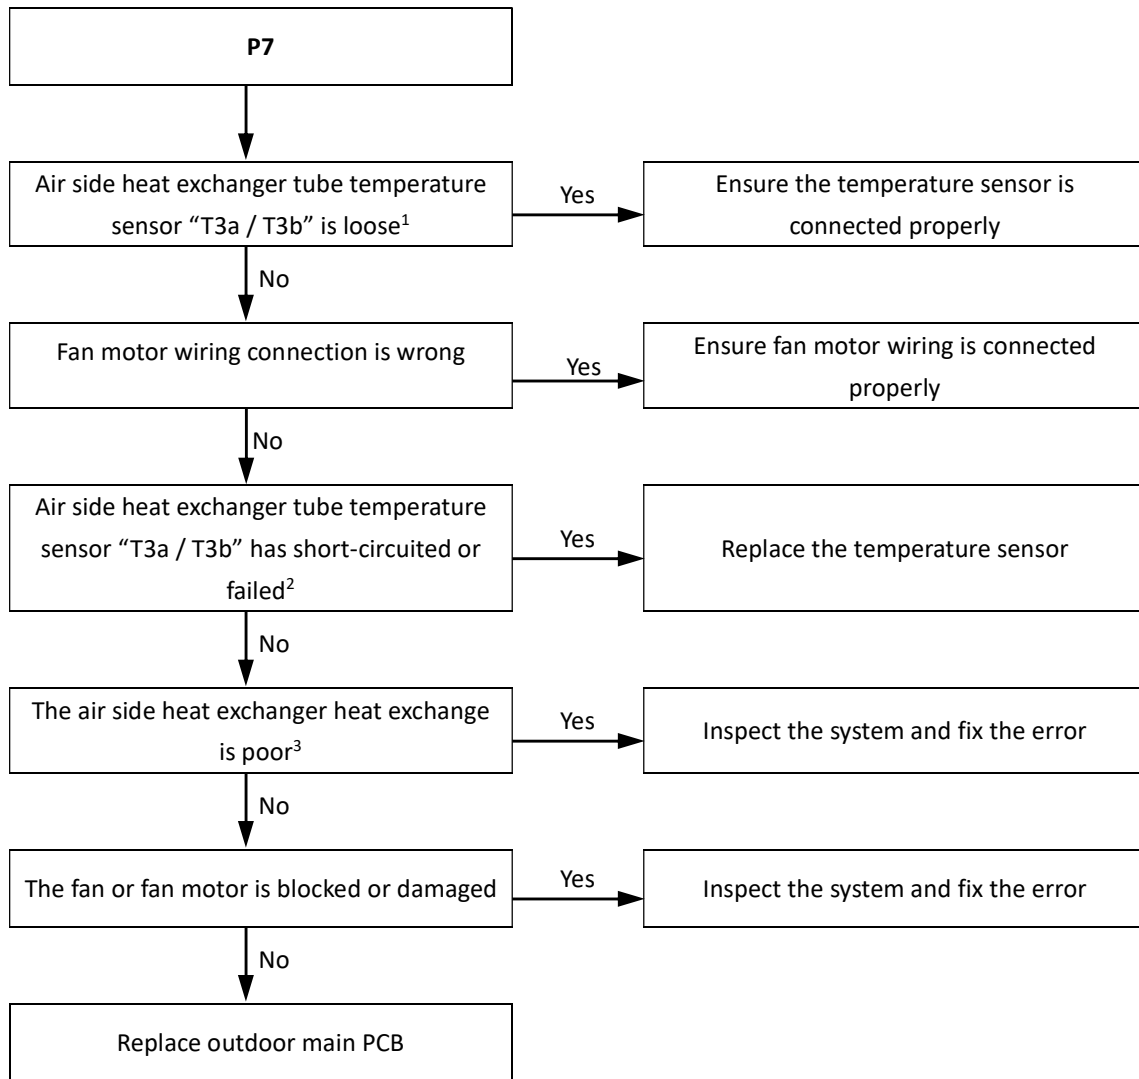 P7
Air side heat exchanger tube temperature
sensor “T3a / T3b” is loose1
Yes
Ensure the temperature sensor is
connected properly
No
Fan motor wiring connection is wrong
Yes
Ensure fan motor wiring is connected
properly
No
Air side heat exchanger tube temperature
sensor “T3a / T3b” has short-circuited or
failed2
Yes
Replace the temperature sensor
No
The air side heat exchanger heat exchange
is poor3
Yes
Inspect the system and fix the error
No
The fan or fan motor is blocked or damaged
Yes
Inspect the system and fix the error
No
Replace outdoor main PCB